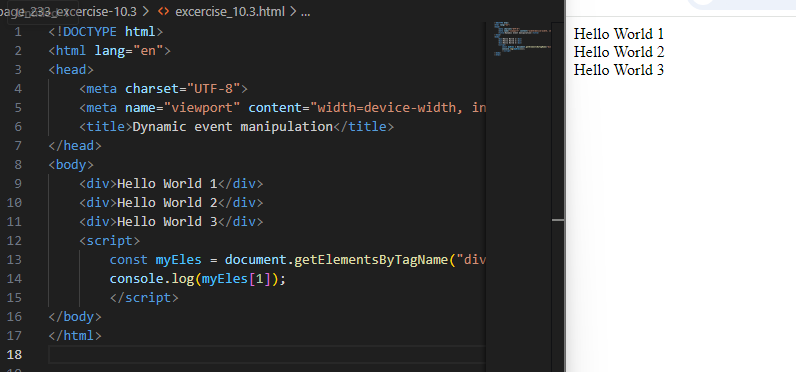 page_233_excercise-10.3 > <> excercise_10.3.html > ...
1 <!DOCTYPE html>
2 <html lang="en">
3 <head>
4 <meta charset="UTF-8">
5 <meta name="viewport" content="width=device-width, in
6 <title>Dynamic event manipulation</title>
7 </head>
8 <body>
9 <div>Hello World 1</div>
10 <div>Hello World 2</div>
11 <div>Hello World 3</div>
12 <script>
13 const myEles = document.getElementsByTagName("div
14 console.log(myEles[1]);
15 </script>
16 </body>
17 </html>
18
Hello World 1
Hello World 2
Hello World 3